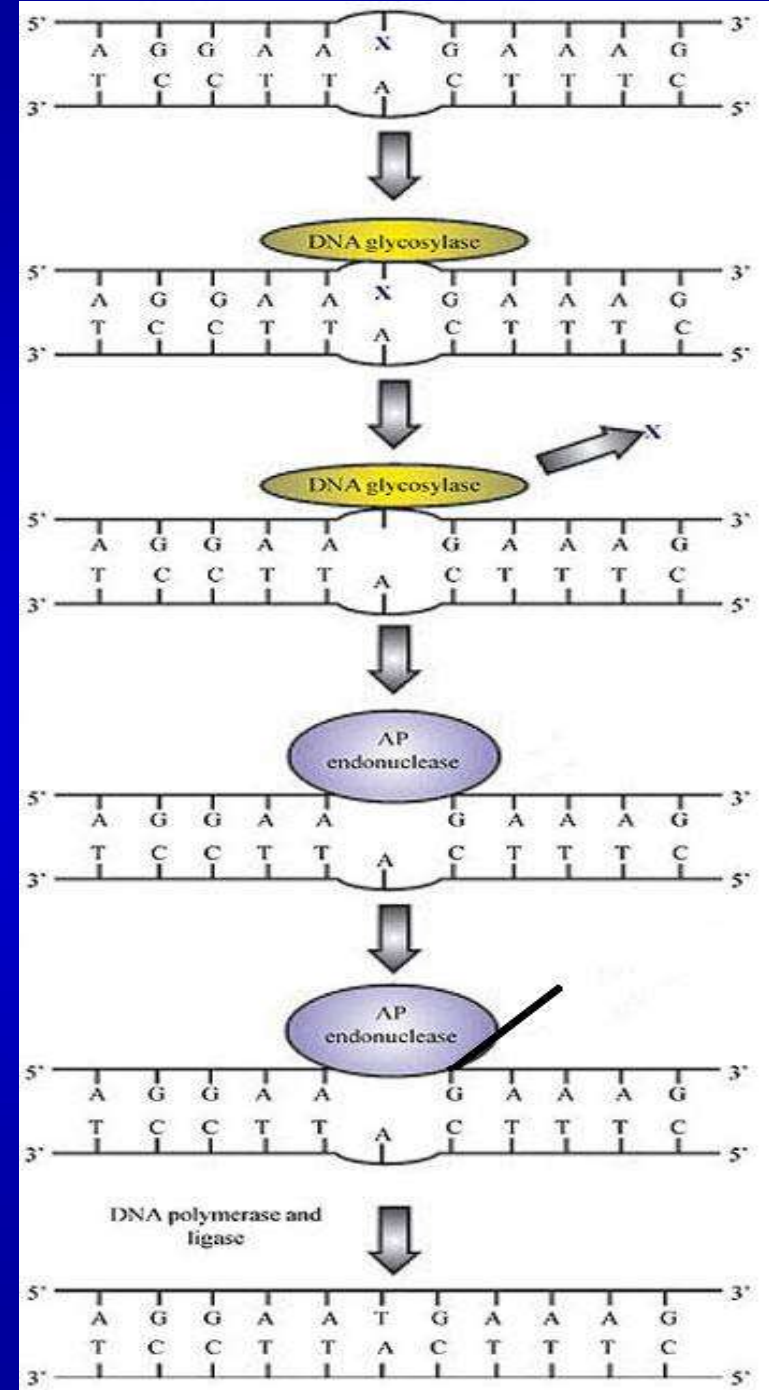 5' 3'
A G G A A X G A A A G
T C C T T A C T T T C
3' 5'
DNA glycosylase
5' 3'
A G G A A X G A A A G
T C C T T A C T T T C
3' 5'
X
DNA glycosylase
5' 3'
A G G A A G A A A G
T C C T T A C T T T C
3' 5'
AP
endonuclease
5' 3'
A G G A A G A A A G
T C C T T A C T T T C
3' 5'
AP
endonuclease
5' 3'
A G G A A G A A A G
T C C T T A C T T T C
3' 5'
DNA polymerase and
ligase
5' 3'
A G G A A T G A A A G
T C C T T A C T T T C
3' 5'